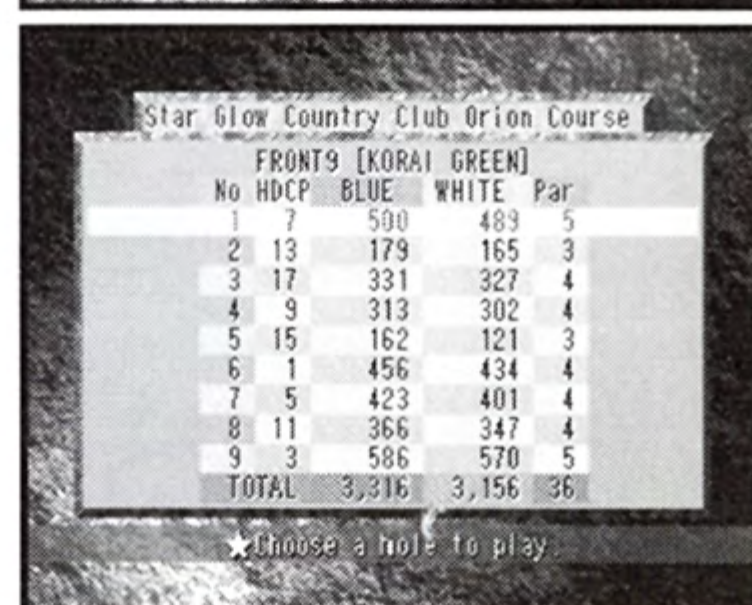 Star Glow Country Club Orion Course
FRONT9 [KORAI GREEN]
No HDCP BLUE WHITE Par
1 7 500 489 5
2 13 179 165 3
3 17 331 327 4
4 9 313 302 4
5 15 162 121 3
6 1 456 434 4
7 5 423 401 4
8 11 366 347 4
9 3 586 570 5
TOTAL 3,316 3,156 36
★Choose a hole to play.